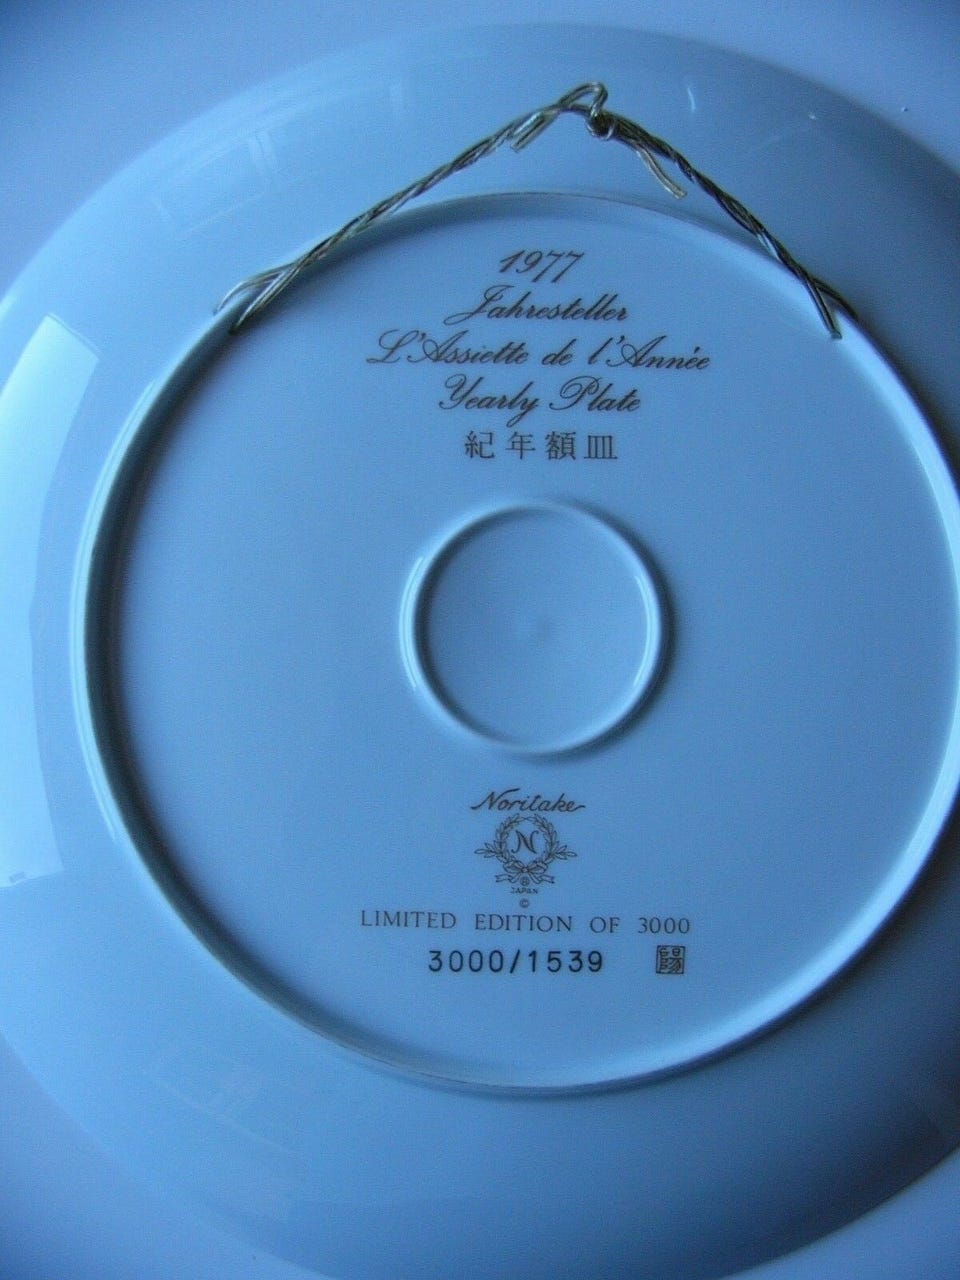 1977
Jahresteller
L'Assiette de l'Année
Yearly Plate
紀年額皿
Noritake
N
®
JAPAN
©
LIMITED EDITION OF 3000
3000/1539